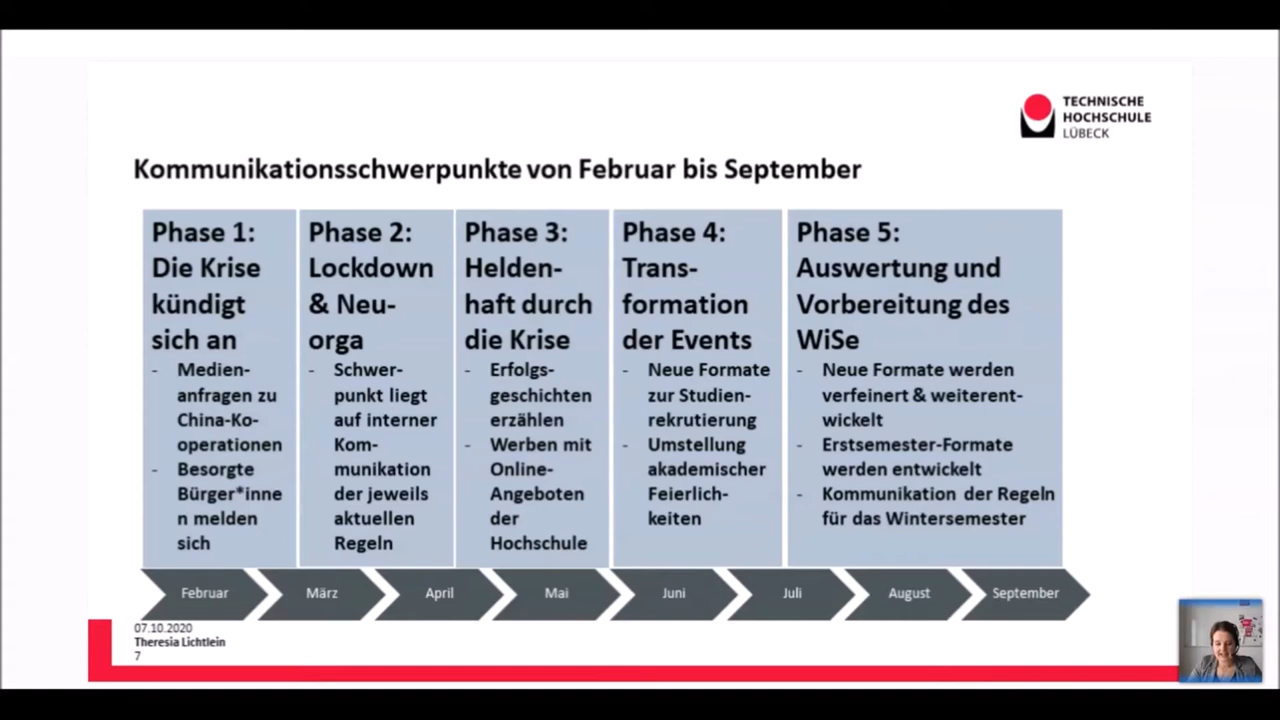 TECHNISCHE
HOCHSCHULE
LÜBECK
Kommunikationsschwerpunkte von Februar bis September
Phase 1:
Die Krise
kündigt
sich an
- Medien-
anfragen zu
China-Ko-
operationen
- Besorgte
Bürger*inne
n melden
sich
Phase 2:
Lockdown
& Neu-
orga
- Schwer-
punkt liegt
auf interner
Kom-
munikation
der jeweils
aktuellen
Regeln
Phase 3:
Helden-
haft durch
die Krise
- Erfolgs-
geschichten
erzählen
- Werben mit
Online-
Angeboten
der
Hochschule
Phase 4:
Trans-
formation
der Events
- Neue Formate
zur Studien-
rekrutierung
- Umstellung
akademischer
Feierlich-
keiten
Phase 5:
Auswertung und
Vorbereitung des
WiSe
- Neue Formate werden
verfeinert & weiterent-
wickelt
- Erstsemester-Formate
werden entwickelt
- Kommunikation der Regeln
für das Wintersemester
Februar März April Mai Juni Juli August September
07.10.2020
Theresia Lichtlein
7